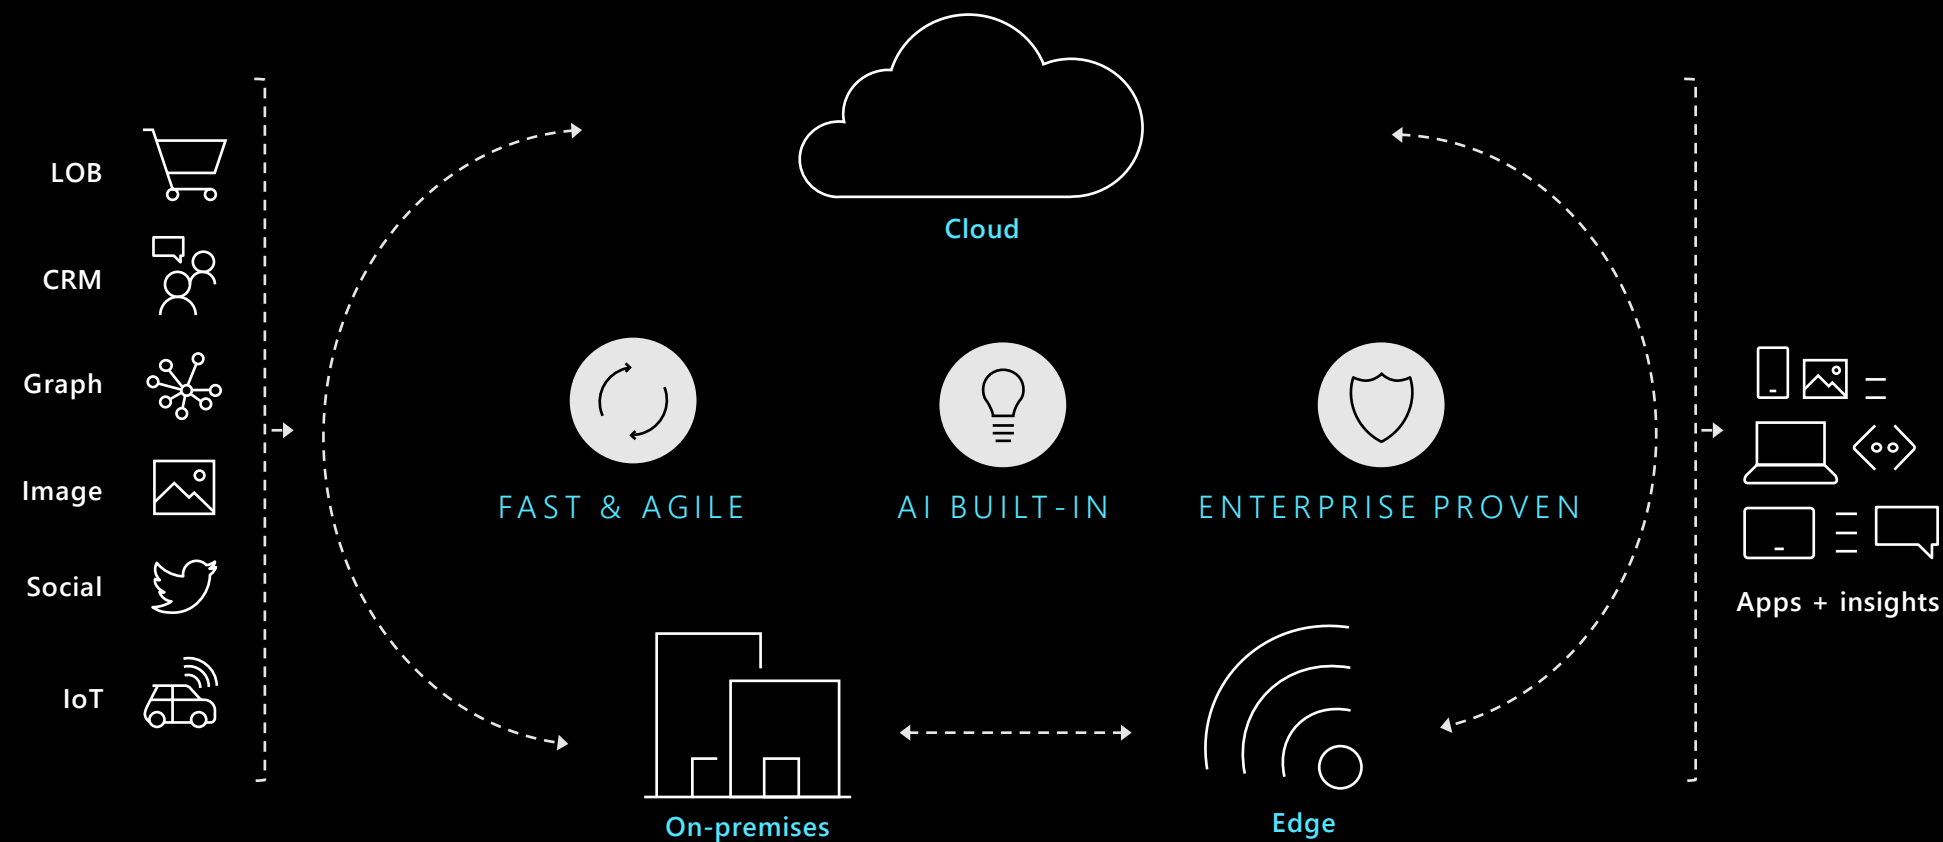 LOB
CRM
Graph
Image
Social
IoT
Cloud
FAST & AGILE
AI BUILT-IN
ENTERPRISE PROVEN
On-premises
Edge
Apps + insights